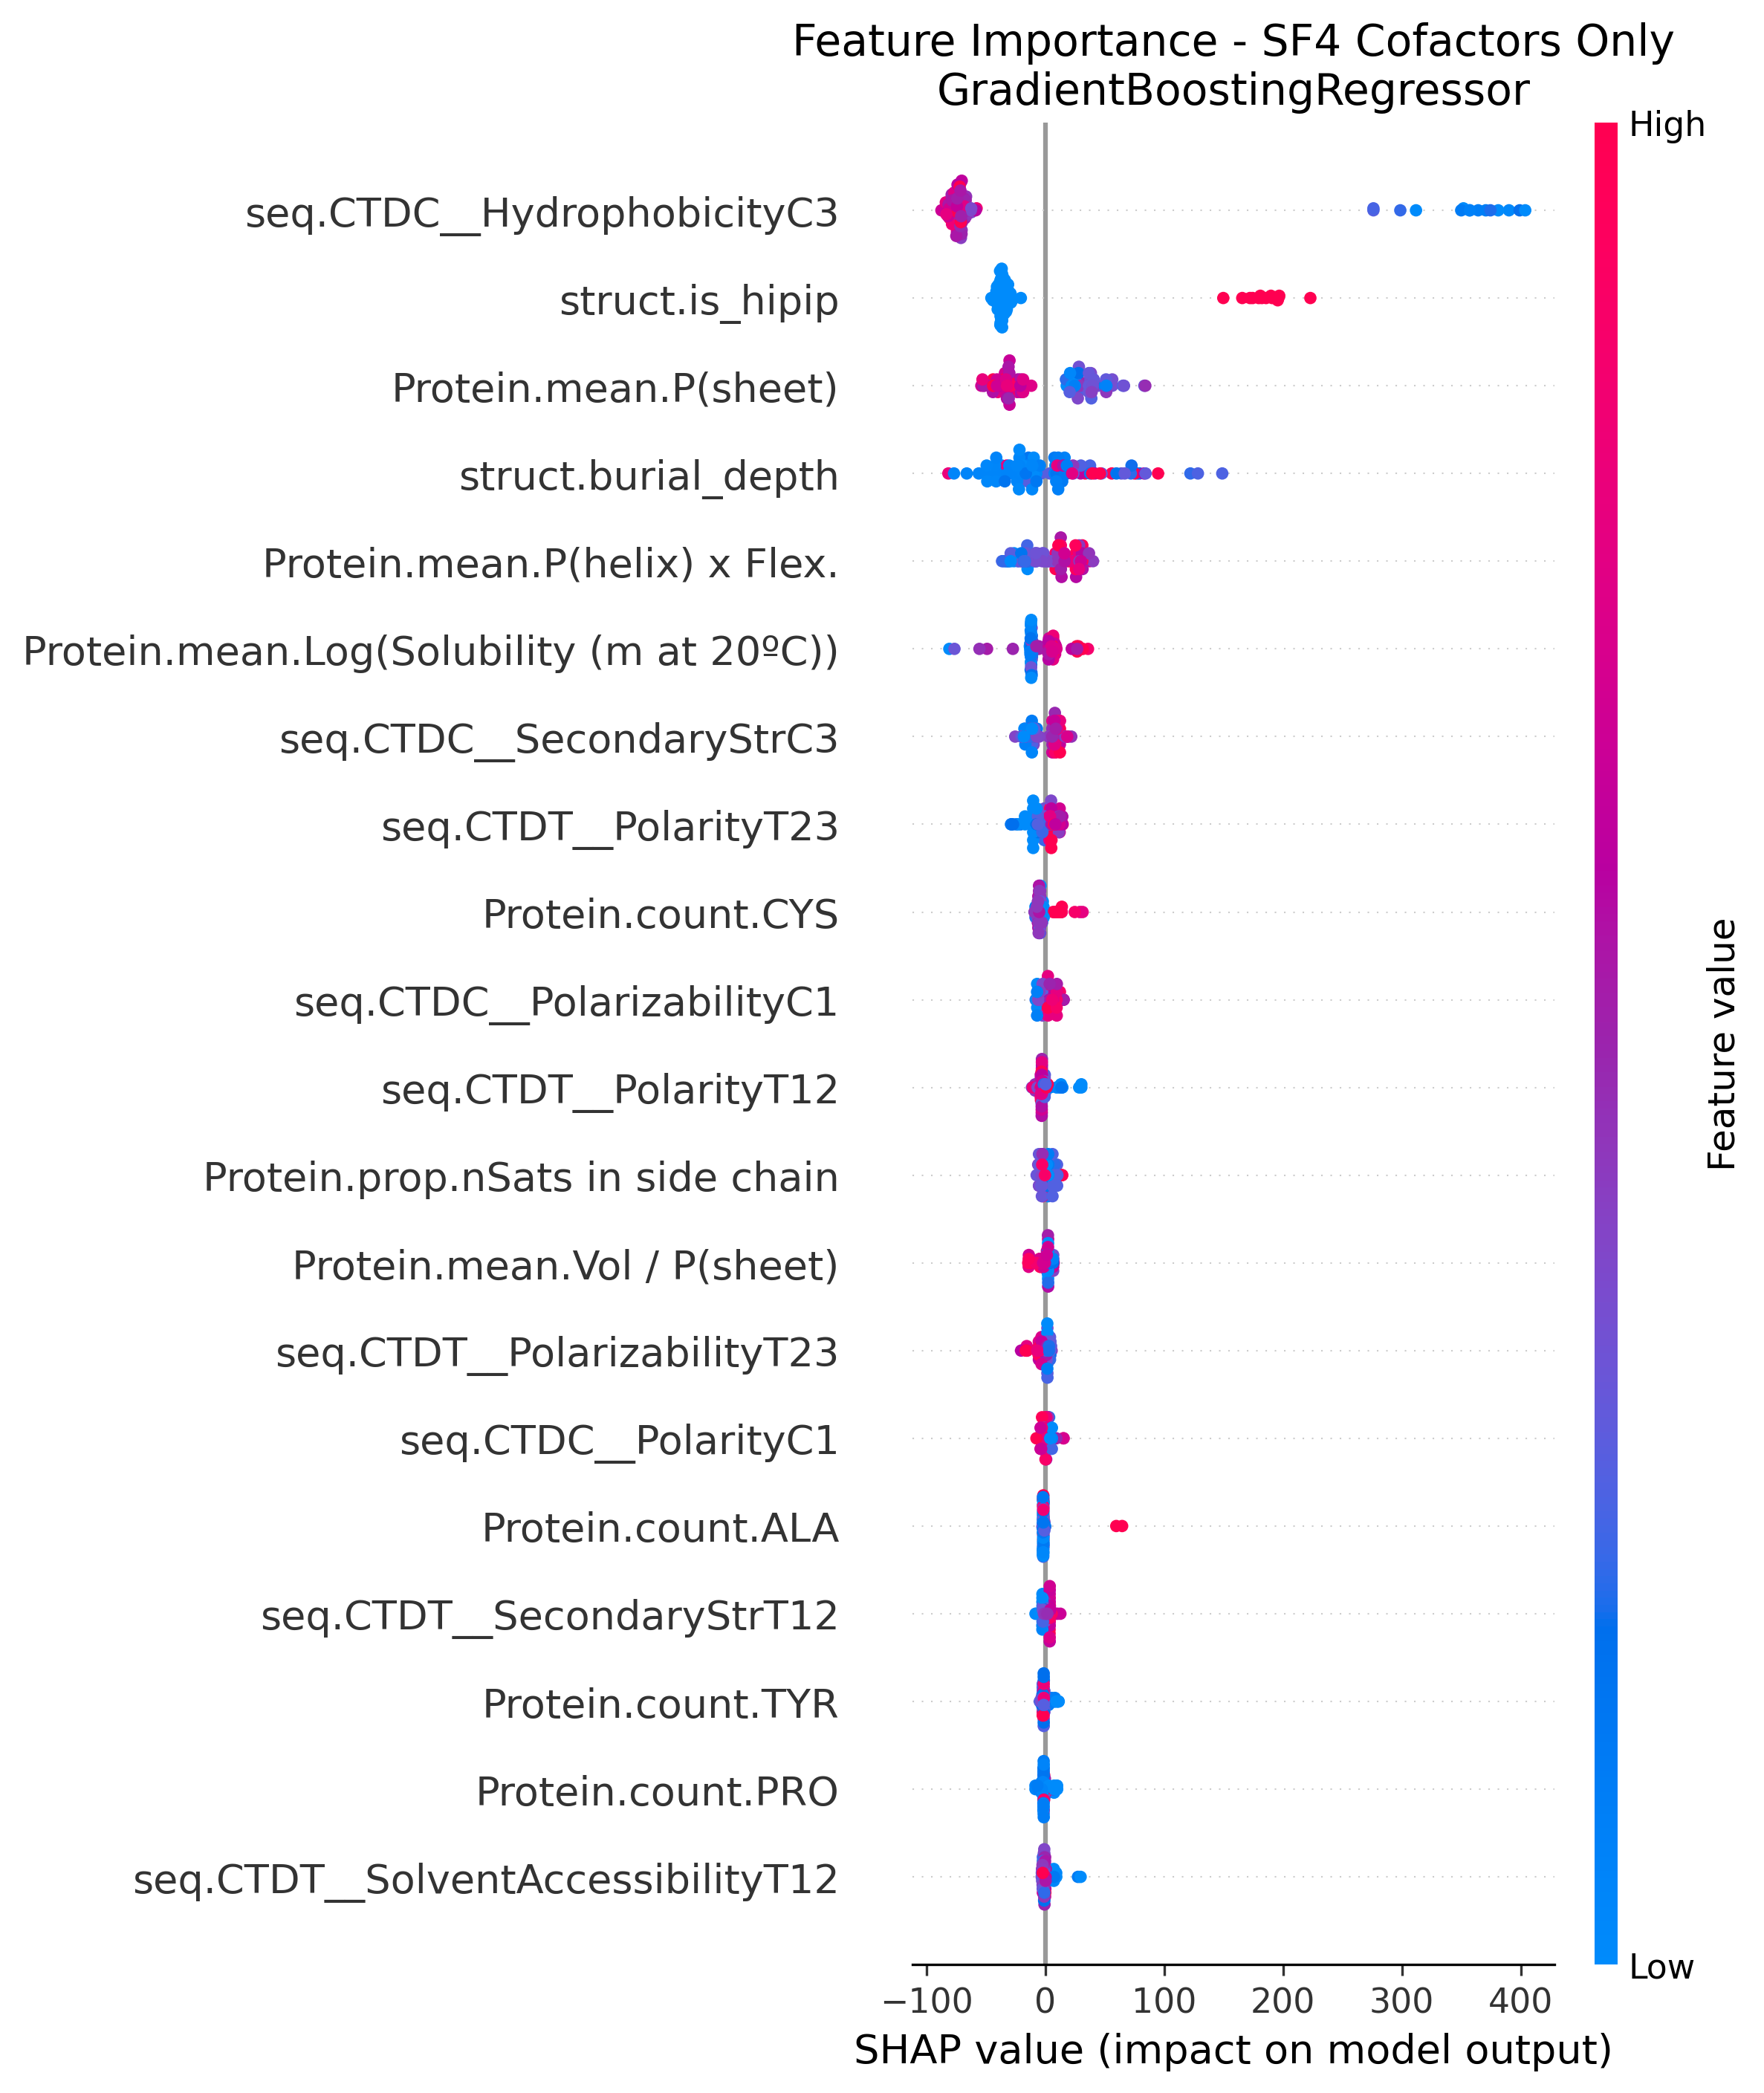 Feature Importance - SF4 Cofactors Only
GradientBoostingRegressor
High
seq.CTDC__HydrophobicityC3
struct.is_hipip
Protein.mean.P(sheet)
struct.burial_depth
Protein.mean.P(helix) x Flex.
Protein.mean.Log(Solubility (m at 20ºC))
seq.CTDC__SecondaryStrC3
seq.CTDT__PolarityT23
Protein.count.CYS
seq.CTDC__PolarizabilityC1
seq.CTDT__PolarityT12
Protein.prop.nSats in side chain
Protein.mean.Vol / P(sheet)
seq.CTDT__PolarizabilityT23
seq.CTDC__PolarityC1
Protein.count.ALA
seq.CTDT__SecondaryStrT12
Protein.count.TYR
Protein.count.PRO
seq.CTDT__SolventAccessibilityT12
Feature value
Low
−100 0 100 200 300 400
SHAP value (impact on model output)